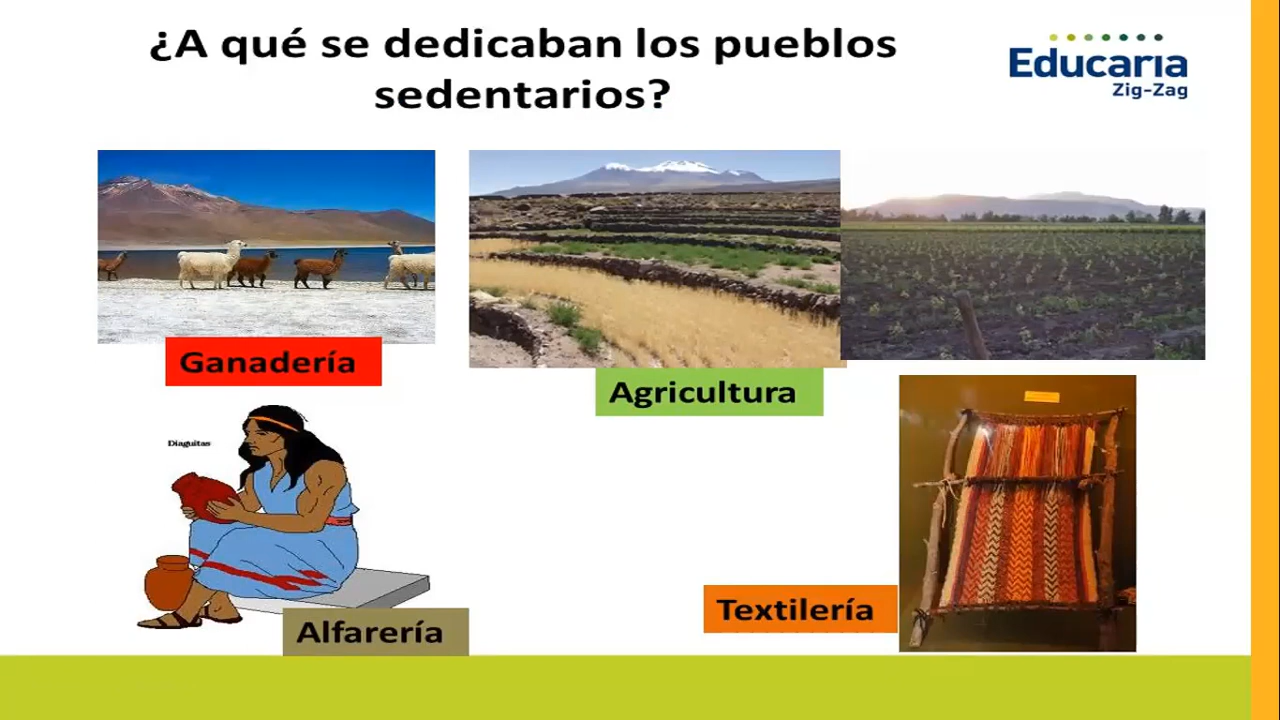 ¿A qué se dedicaban los pueblos
sedentarios?
Educaria
Zig-Zag
Ganadería
Agricultura
Diaguitas
Alfarería
Textilería